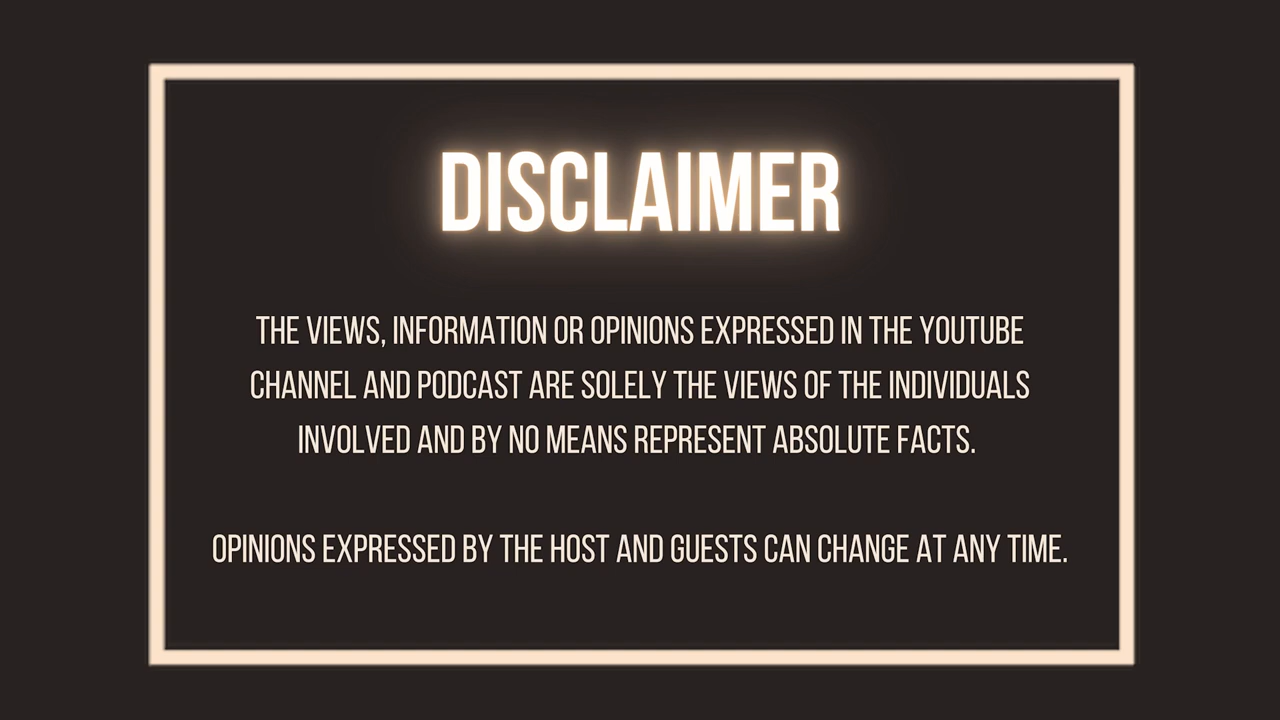 DISCLAIMER
THE VIEWS, INFORMATION OR OPINIONS EXPRESSED IN THE YOUTUBE
CHANNEL AND PODCAST ARE SOLELY THE VIEWS OF THE INDIVIDUALS
INVOLVED AND BY NO MEANS REPRESENT ABSOLUTE FACTS.
OPINIONS EXPRESSED BY THE HOST AND GUESTS CAN CHANGE AT ANY TIME.